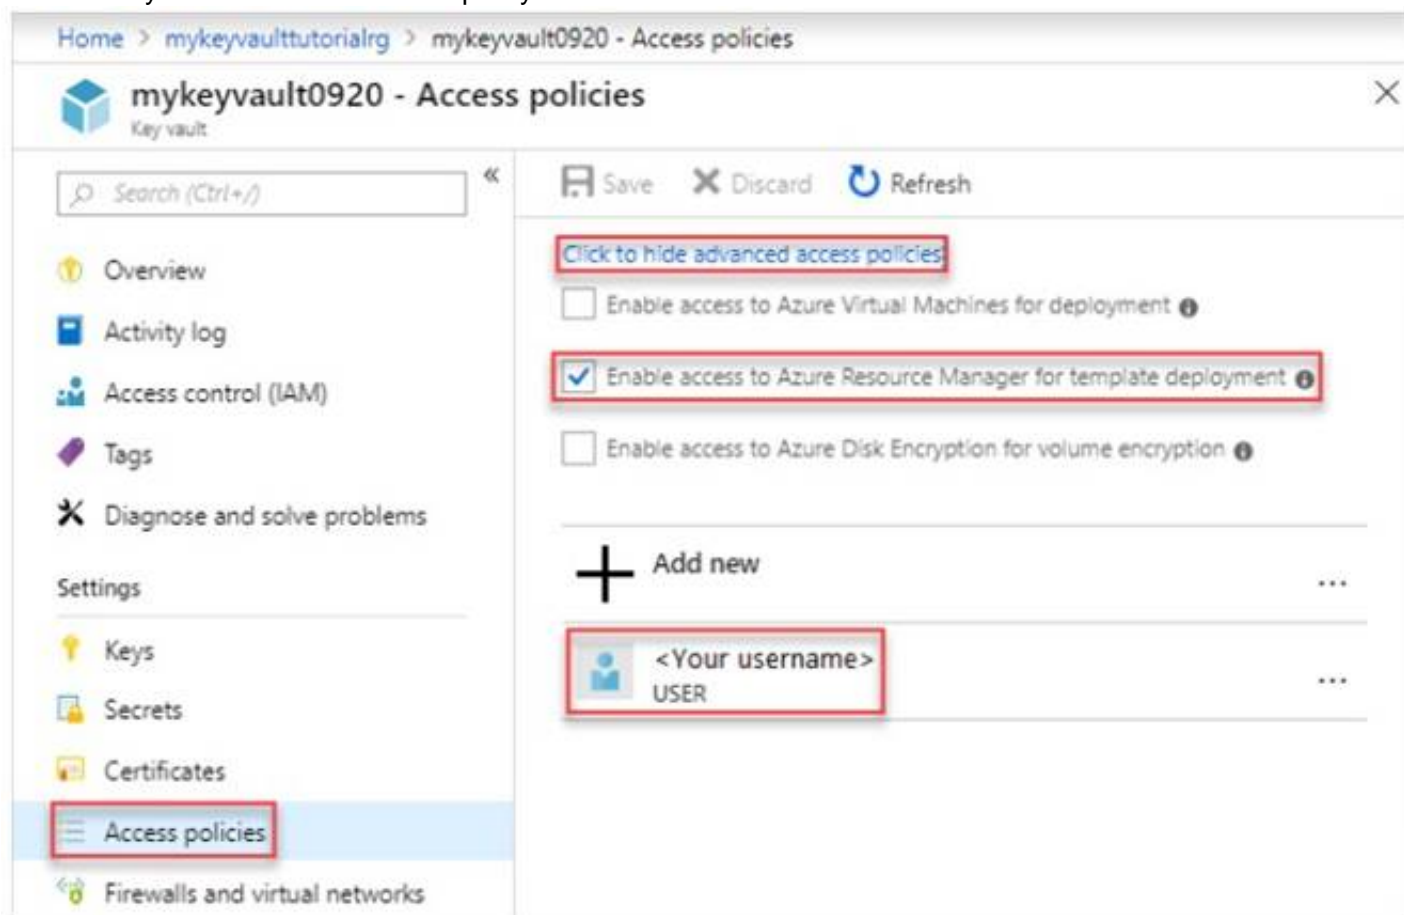 Home > mykeyvaulttutorialrg > mykeyvault0920 - Access policies
mykeyvault0920 - Access policies
Key vault
Search (Ctrl+/)
Overview
Activity log
Access control (IAM)
Tags
Diagnose and solve problems
Settings
Keys
Secrets
Certificates
Access policies
Firewalls and virtual networks
Save Discard Refresh
Click to hide advanced access policies
Enable access to Azure Virtual Machines for deployment
Enable access to Azure Resource Manager for template deployment
Enable access to Azure Disk Encryption for volume encryption
Add new
...
<Your username>
USER
...